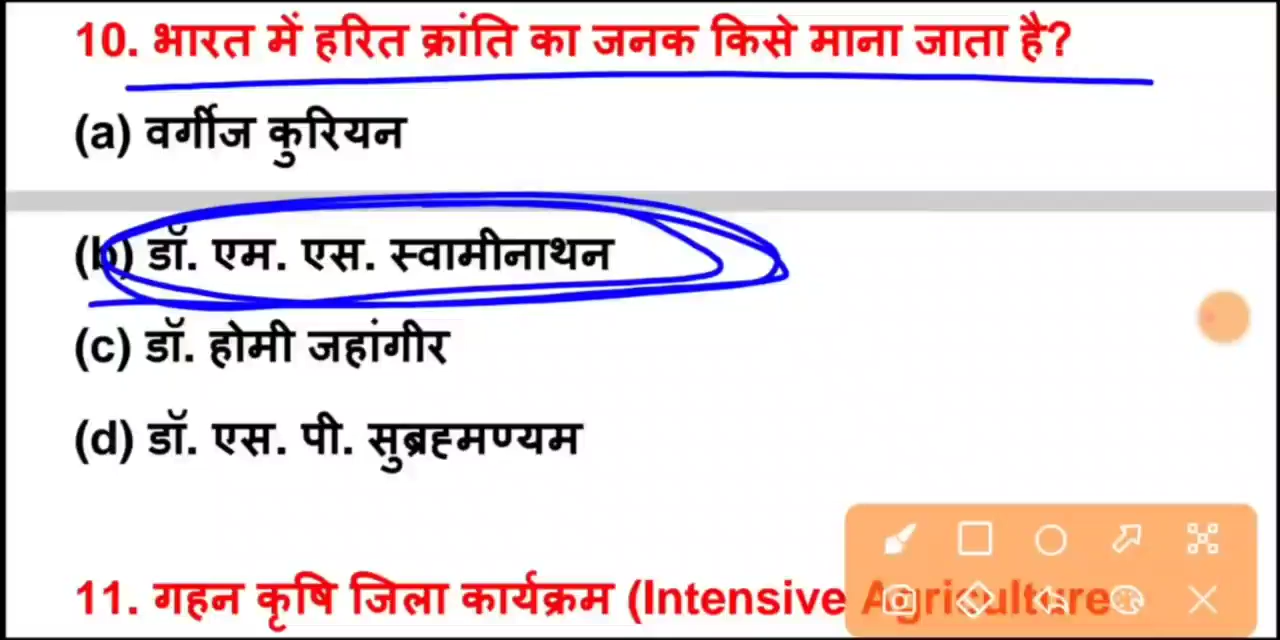 10. भारत में हरित क्रांति का जनक किसे माना जाता है?
(a) वर्गीज कुरियन
(b) डॉ. एम. एस. स्वामीनाथन
(c) डॉ. होमी जहांगीर
(d) डॉ. एस. पी. सुब्रह्मण्यम
11. गहन कृषि जिला कार्यक्रम (Intensive Agriculture